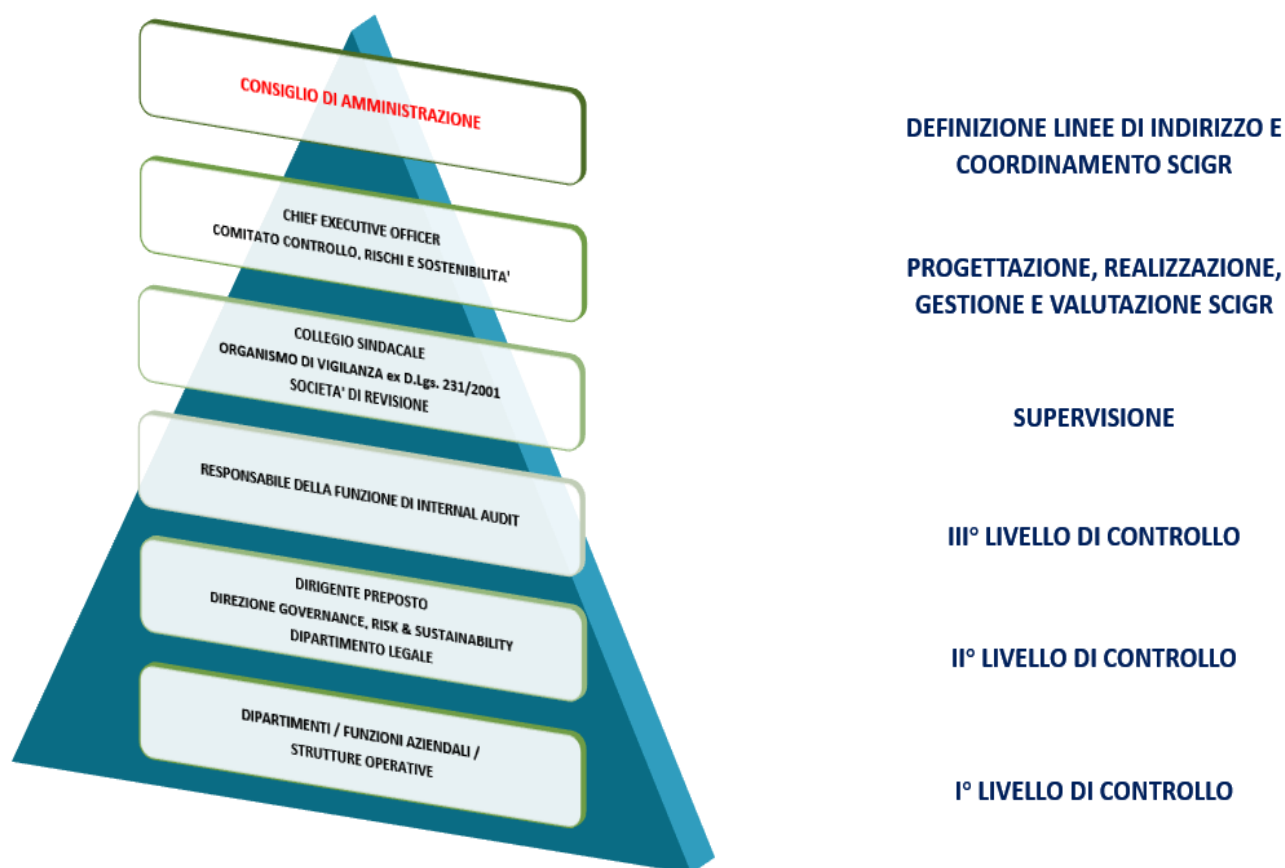 CONSIGLIO DI AMMINISTRAZIONE
DEFINIZIONE LINEE DI INDIRIZZO E
COORDINAMENTO SCIGR
CHIEF EXECUTIVE OFFICER
COMITATO CONTROLLO, RISCHI E SOSTENIBILITA'
PROGETTAZIONE, REALIZZAZIONE,
GESTIONE E VALUTAZIONE SCIGR
COLLEGIO SINDACALE
ORGANISMO DI VIGILANZA ex D.Lgs. 231/2001
SOCIETA' DI REVISIONE
SUPERVISIONE
RESPONSABILE DELLA FUNZIONE DI INTERNAL AUDIT
III° LIVELLO DI CONTROLLO
DIRIGENTE PREPOSTO
DIREZIONE GOVERNANCE, RISK & SUSTAINABILITY
DIPARTIMENTO LEGALE
II° LIVELLO DI CONTROLLO
DIPARTIMENTI / FUNZIONI AZIENDALI /
STRUTTURE OPERATIVE
I° LIVELLO DI CONTROLLO